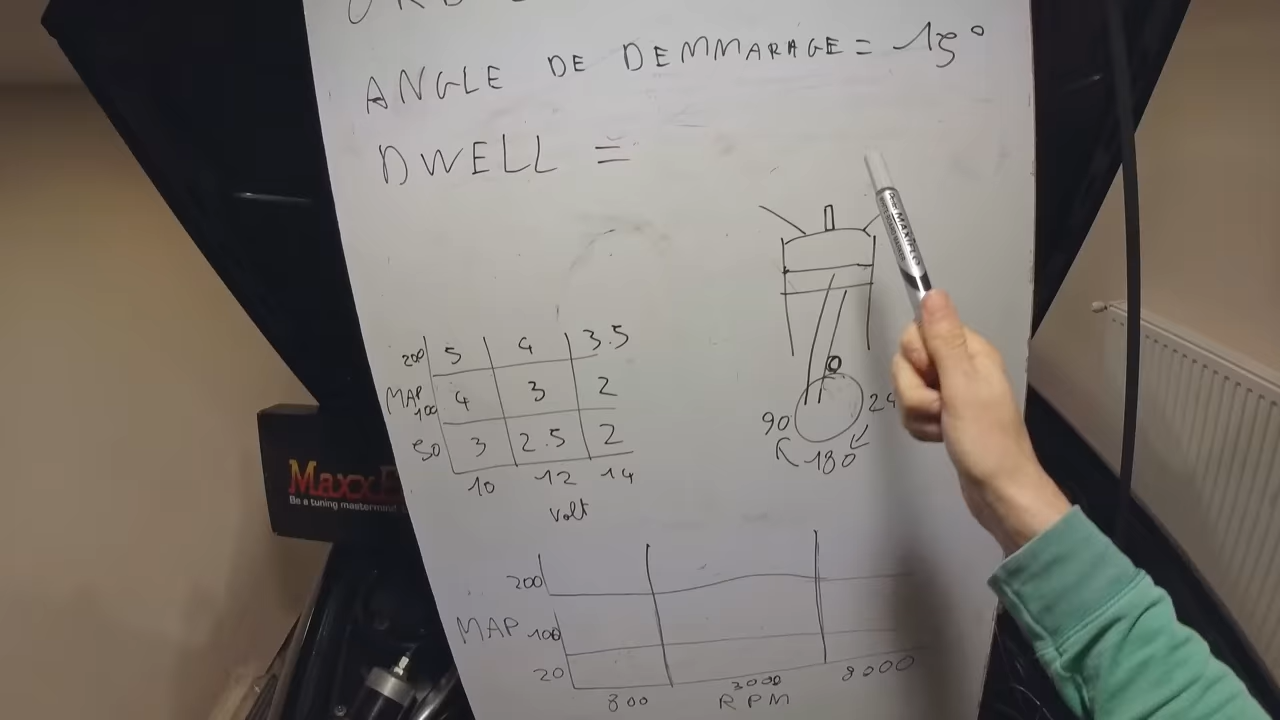 ANGLE DE DEMMARAGE = 15°
DWELL =
200 5 4 3.5
MAP 100 4 3 2
50 3 2.5 2
10 12 14
volt
90
180
Pilot MAXIFLO
Be a tuning mastermind
200
MAP 100
20
800 3000 8000
RPM